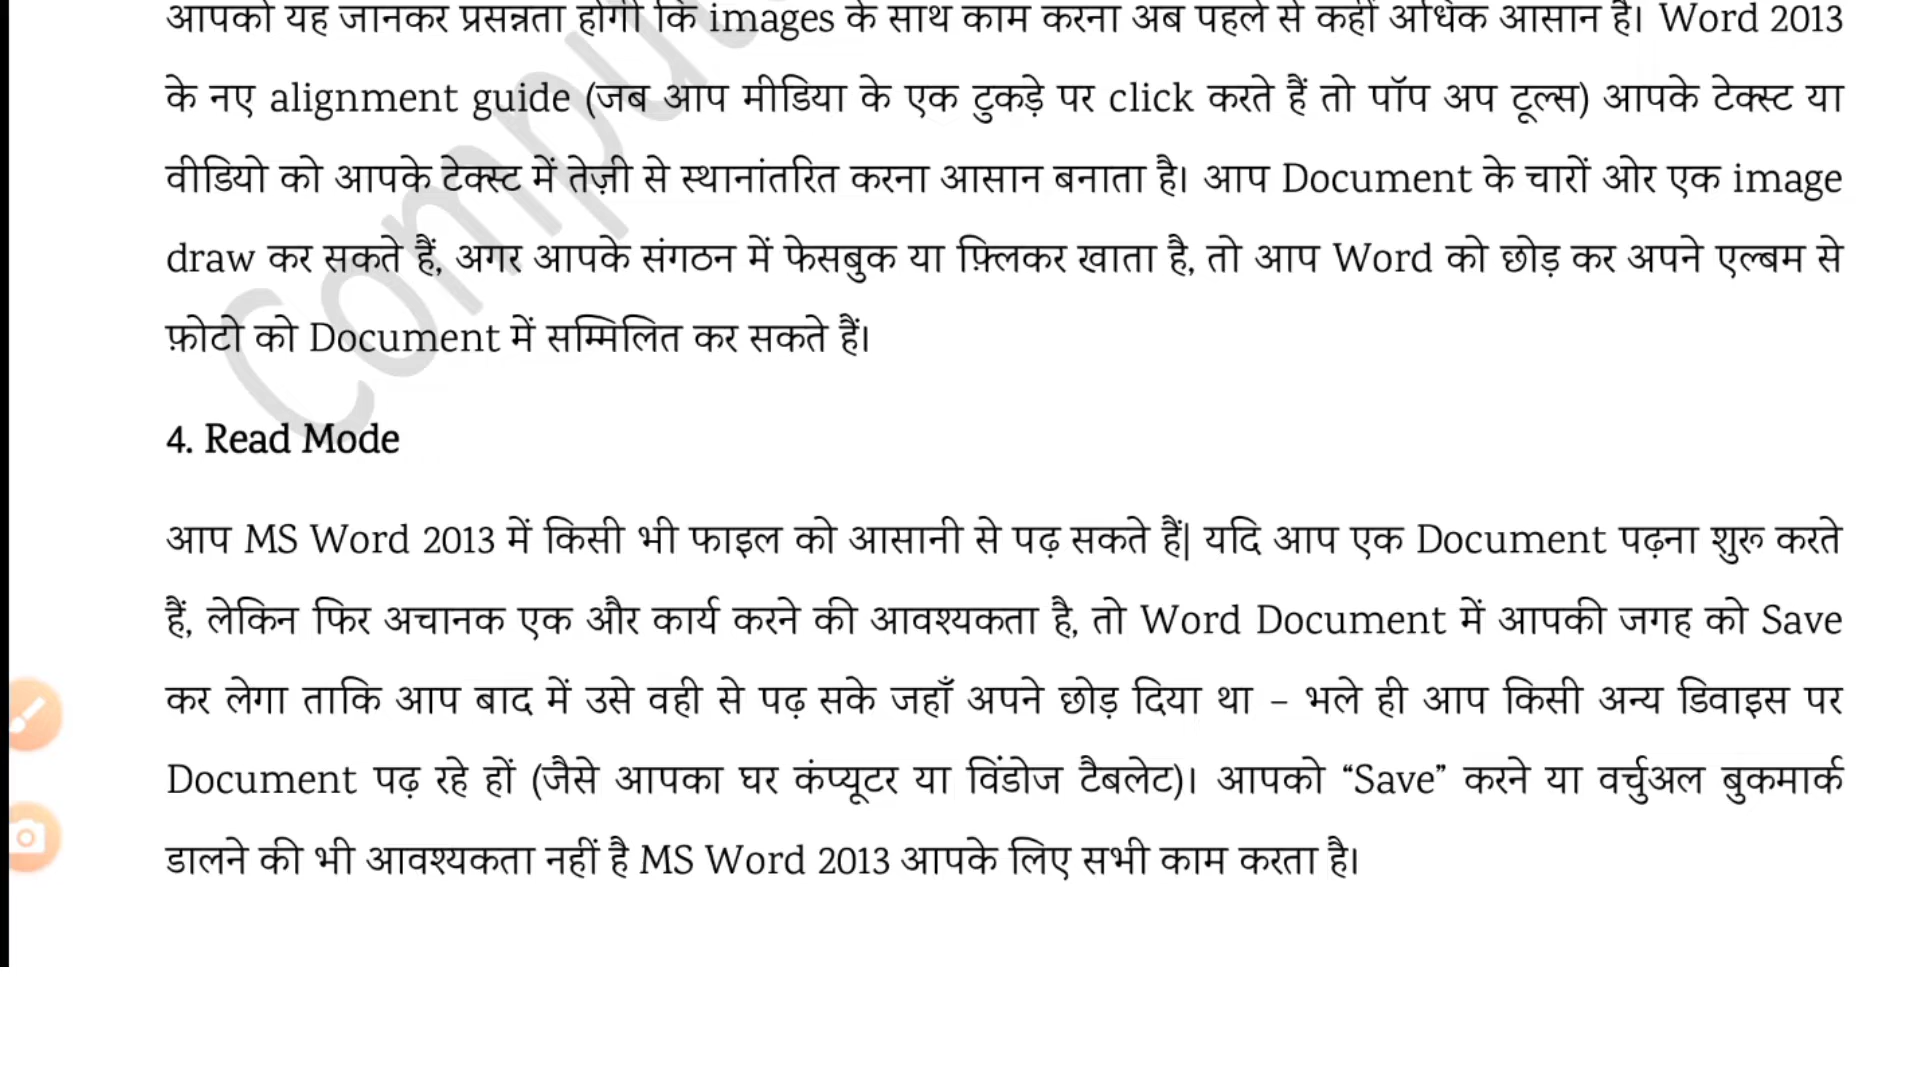 आपको यह जानकर प्रसन्नता होगी कि images के साथ काम करना अब पहले से कहीं अधिक आसान है। Word 2013
के नए alignment guide (जब आप मीडिया के एक टुकड़े पर click करते हैं तो पॉप अप टूल्स) आपके टेक्स्ट या
वीडियो को आपके टेक्स्ट में तेज़ी से स्थानांतरित करना आसान बनाता है। आप Document के चारों ओर एक image
draw कर सकते हैं, अगर आपके संगठन में फेसबुक या फ़्लिकर खाता है, तो आप Word को छोड़ कर अपने एल्बम से
फ़ोटो को Document में सम्मिलित कर सकते हैं।
4. Read Mode
आप MS Word 2013 में किसी भी फाइल को आसानी से पढ़ सकते हैं| यदि आप एक Document पढ़ना शुरू करते
हैं, लेकिन फिर अचानक एक और कार्य करने की आवश्यकता है, तो Word Document में आपकी जगह को Save
कर लेगा ताकि आप बाद में उसे वही से पढ़ सके जहाँ अपने छोड़ दिया था – भले ही आप किसी अन्य डिवाइस पर
Document पढ़ रहे हों (जैसे आपका घर कंप्यूटर या विंडोज टैबलेट)। आपको “Save” करने या वर्चुअल बुकमार्क
डालने की भी आवश्यकता नहीं है MS Word 2013 आपके लिए सभी काम करता है।